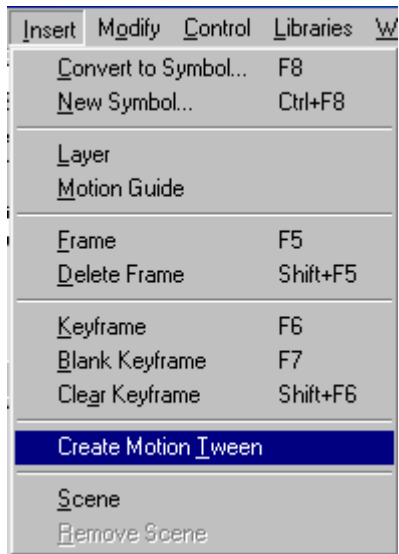 Insert Modify Control Libraries W
Convert to Symbol... F8
New Symbol... Ctrl+F8
Layer
Motion Guide
Frame F5
Delete Frame Shift+F5
Keyframe F6
Blank Keyframe F7
Clear Keyframe Shift+F6
Create Motion Tween
Scene
Remove Scene